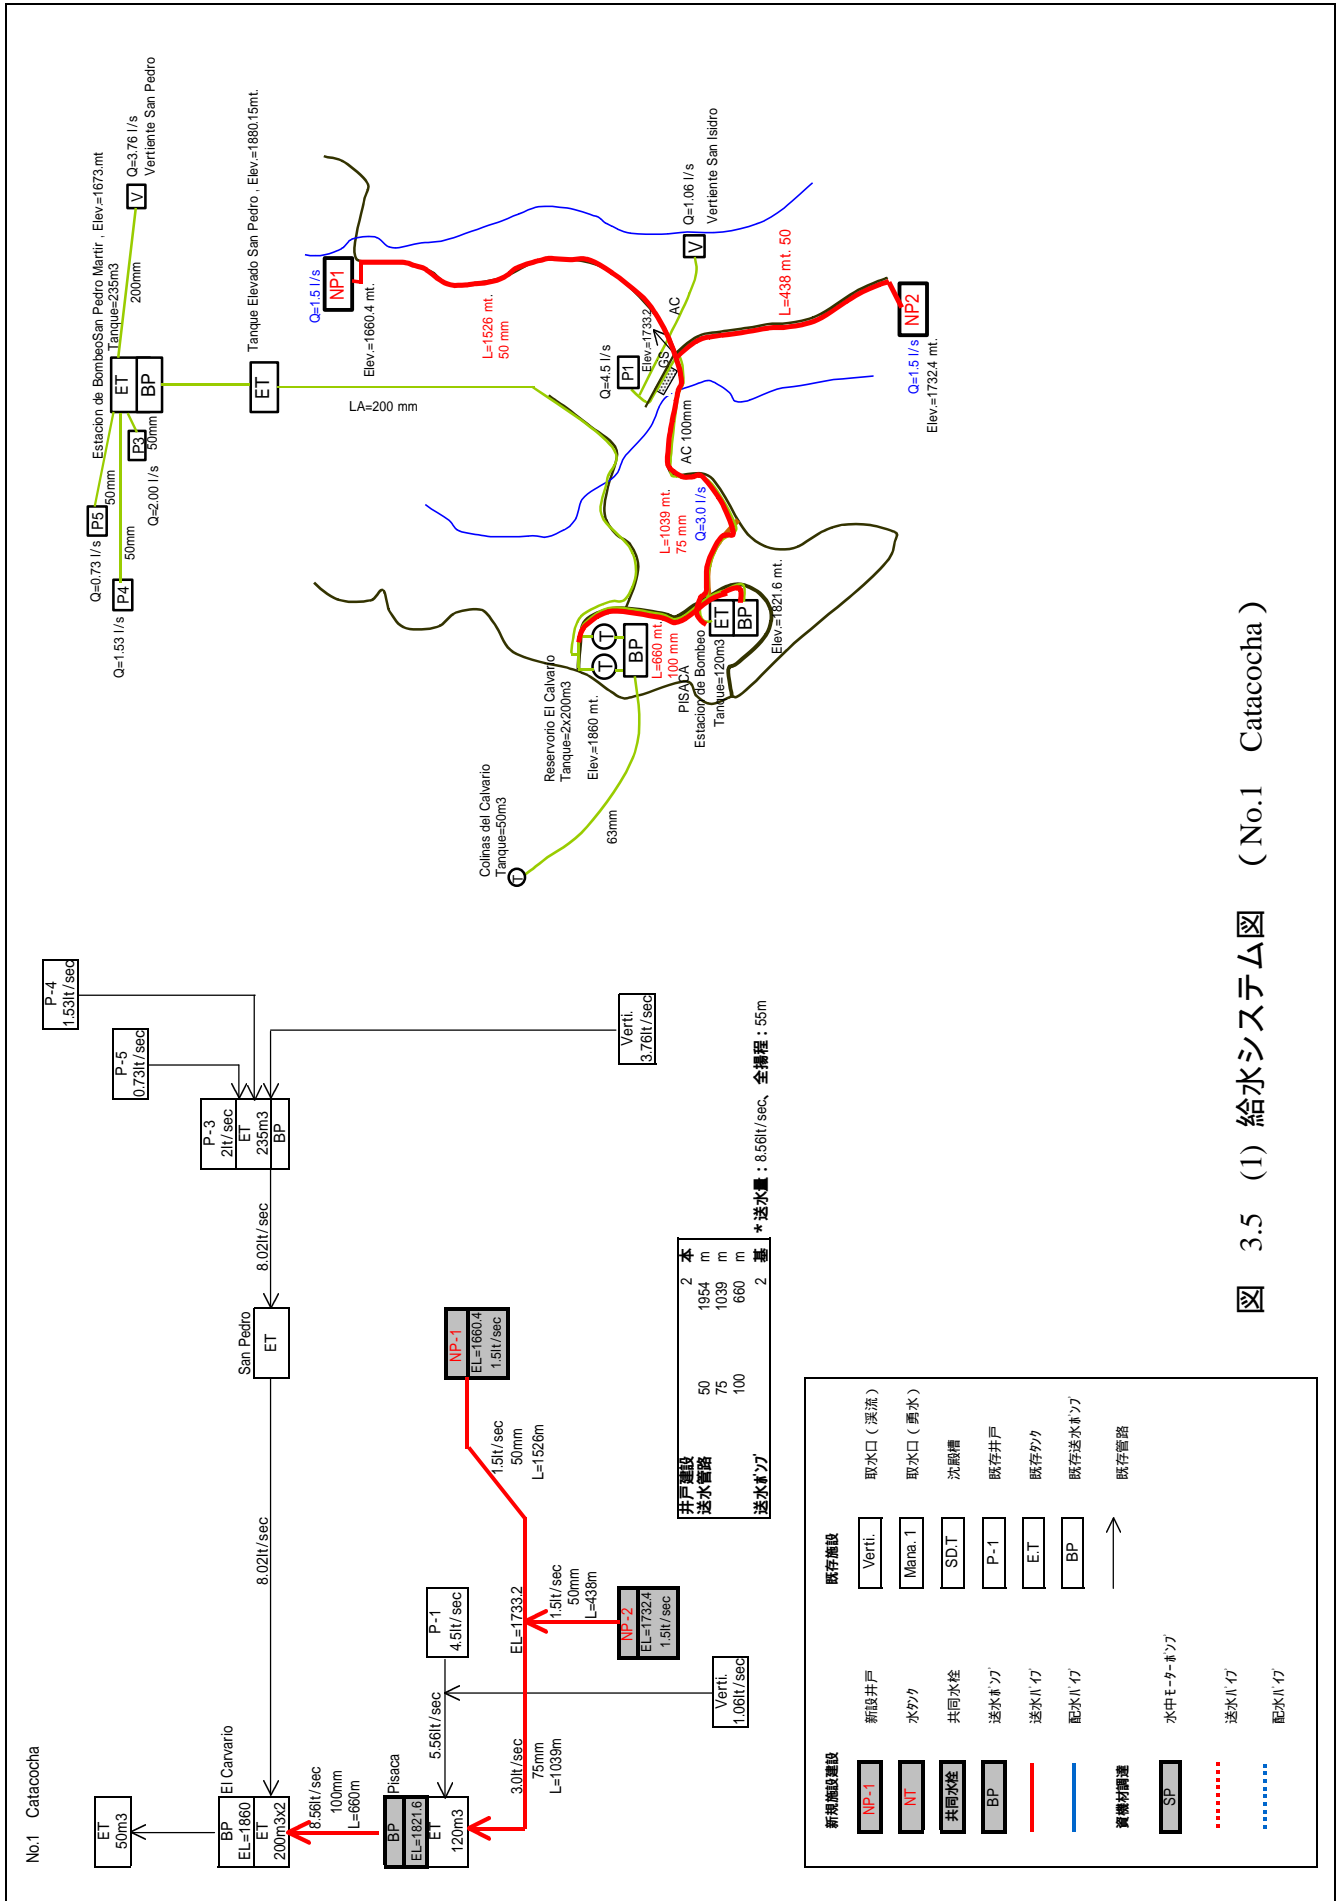 No.1 Catacocha
ET
50m3
El Carvario
BP
EL=1860
ET
200m3x2
8.56lt/sec
100mm
L=660m
Pisaca
BP
EL=1821.6
ET
120m3
8.02lt/sec
San Pedro
ET
8.02lt/sec
P-3
2lt/sec
ET
235m3
BP
P-5
0.73lt/sec
P-4
1.53lt/sec
Verti.
3.76lt/sec
5.56lt/sec
P-1
4.5lt/sec
Verti.
1.06lt/sec
3.0lt/sec
75mm
L=1039m
EL=1733.2
1.5lt/sec
50mm
L=438m
NP-2
EL=1732.4
1.5lt/sec
1.5lt/sec
50mm
L=1526m
NP-1
EL=1660.4
1.5lt/sec
井戸建設 2 本
送水管路 50 1954 m
75 1039 m
100 660 m
送水ﾎﾟﾝﾌﾟ 2 基
*送水量：8.56lt/sec、全揚程：55m
Q=1.53 l/s
P4
50mm
Q=0.73 l/s
P5
50mm
Q=2.00 l/s
P3
50mm
Estacion de BombeoSan Pedro Martir , Elev.=1673.mt
Tanque=235m3
ET
BP
200mm
V
Q=3.76 l/s
Vertiente San Pedro
Tanque Elevado San Pedro , Elev.=1880.15mt.
ET
LA=200 mm
Q=1.5 l/s
NP1
Elev.=1660.4 mt.
L=1526 mt.
50 mm
Q=4.5 l/s
P1
Elev.=1733.2
GS
AC
V
Q=1.06 l/s
Vertiente San Isidro
L=438 mt. 50
NP2
Q=1.5 l/s
Elev.=1732.4 mt.
AC 100mm
L=1039 mt.
75 mm
Q=3.0 l/s
Reservorio El Calvario
Tanque=2x200m3
Elev.=1860 mt.
T
T
BP
L=660 mt.
100 mm
PISACA
Estacion de Bombeo
Tanque=120m3
ET
BP
Elev.=1821.6 mt.
Colinas del Calvario
Tanque=50m3
T
63mm
新規施設建設
NP-1 新設井戸
NT 水ﾀﾝｸ
共同水栓 共同水栓
BP 送水ﾎﾟﾝﾌﾟ
送水ﾊﾟｲﾌﾟ
配水ﾊﾟｲﾌﾟ
資機材調達
SP 水中ﾓｰﾀｰﾎﾟﾝﾌﾟ
送水ﾊﾟｲﾌﾟ
配水ﾊﾟｲﾌﾟ
既存施設
Verti. 取水口（渓流）
Mana. 1 取水口（勇水）
SD.T 沈殿槽
P-1 既存井戸
E.T 既存ﾀﾝｸ
BP 既存送水ﾎﾟﾝﾌﾟ
既存管路
図 3.5 (1) 給水システム図 （No.1 Catacocha）